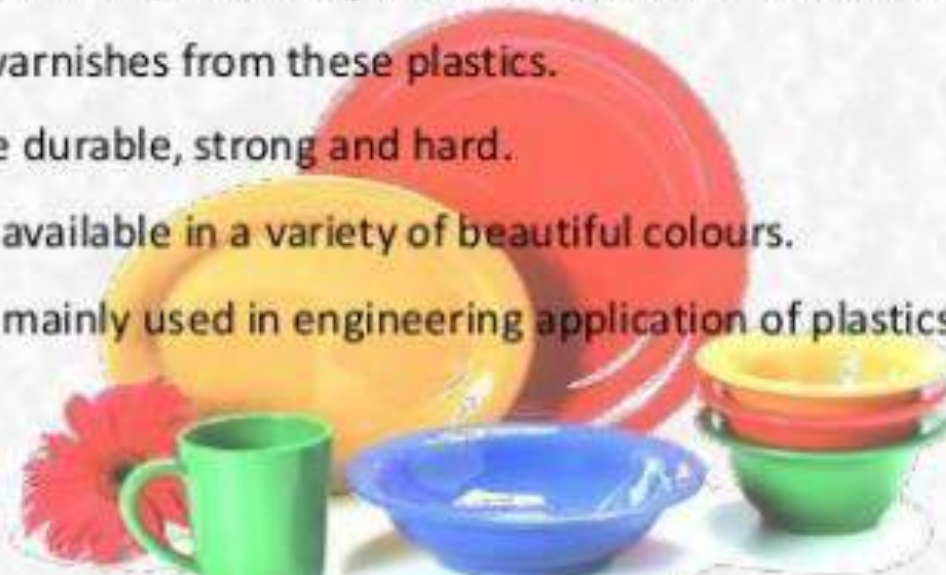 varnishes from these plastics.
durable, strong and hard.
available in a variety of beautiful colours.
mainly used in engineering application of plastics